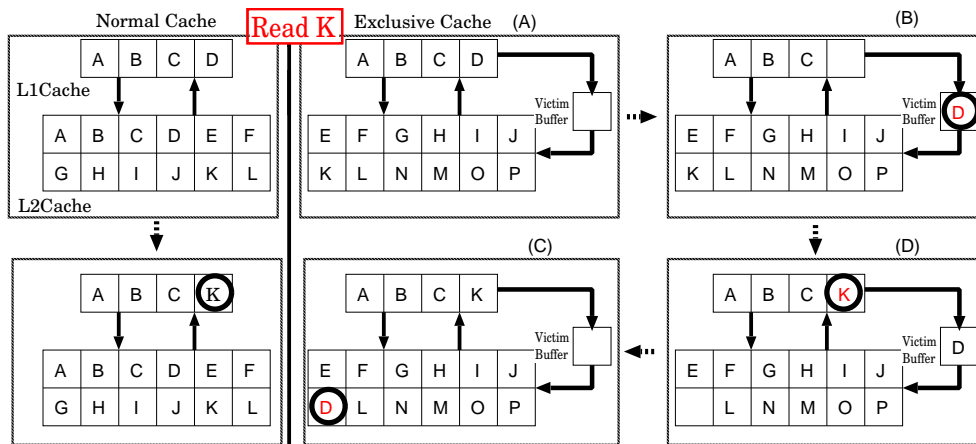 Normal Cache
Read K
Exclusive Cache
(A)
(B)
A B C D
L1Cache
A B C D E F
G H I J K L
L2Cache
A B C D
Victim
Buffer
E F G H I J
K L N M O P
A B C
Victim
Buffer
D
E F G H I J
K L N M O P
(C)
(D)
A B C K
A B C D E F
G H I J K L
A B C K
Victim
Buffer
E F G H I J
D L N M O P
A B C K
Victim
Buffer
D
E F G H I J
L N M O P